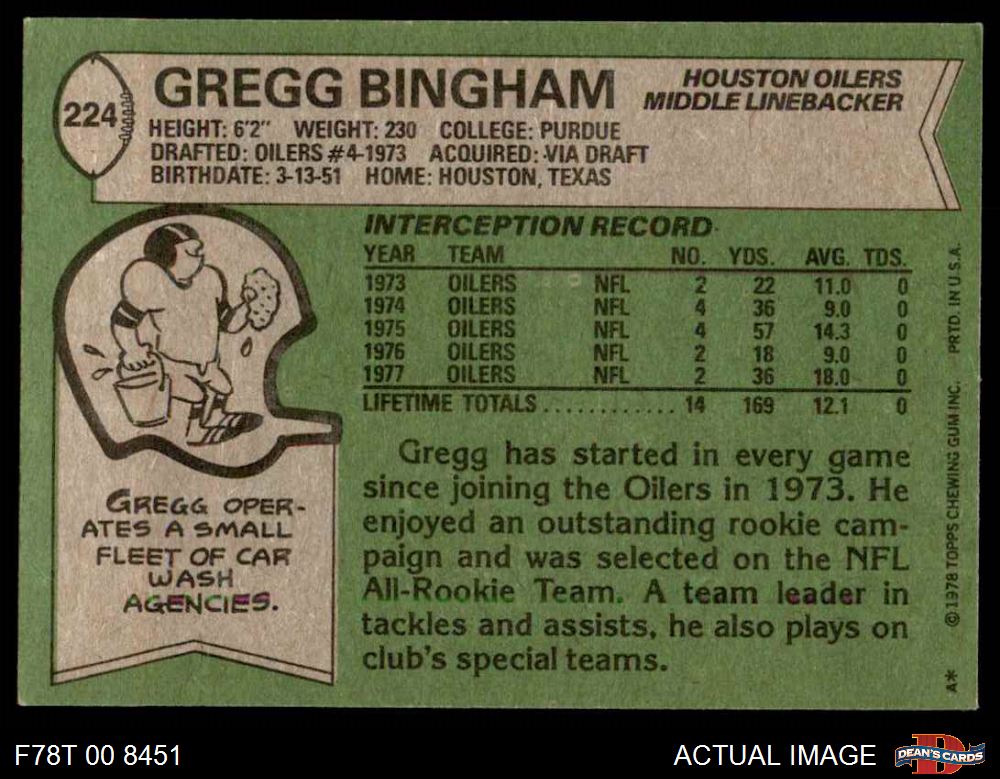 224
GREGG BINGHAM
HOUSTON OILERS
MIDDLE LINEBACKER
HEIGHT: 6'2" WEIGHT: 230 COLLEGE: PURDUE
DRAFTED: OILERS #4-1973 ACQUIRED: VIA DRAFT
BIRTHDATE: 3-13-51 HOME: HOUSTON, TEXAS
INTERCEPTION RECORD
YEAR TEAM NO. YDS. AVG. TDS.
1973 OILERS NFL 2 22 11.0 0
1974 OILERS NFL 4 36 9.0 0
1975 OILERS NFL 4 57 14.3 0
1976 OILERS NFL 2 18 9.0 0
1977 OILERS NFL 2 36 18.0 0
LIFETIME TOTALS............ 14 169 12.1 0
GREGG OPER-
ATES A SMALL
FLEET OF CAR
WASH
AGENCIES.
Gregg has started in every game
since joining the Oilers in 1973. He
enjoyed an outstanding rookie cam-
paign and was selected on the NFL
All-Rookie Team. A team leader in
tackles and assists, he also plays on
club's special teams.
A* ©1978 TOPPS CHEWING GUM INC. PRTD. IN U.S.A.
F78T 00 8451
ACTUAL IMAGE
DEAN'S CARDS